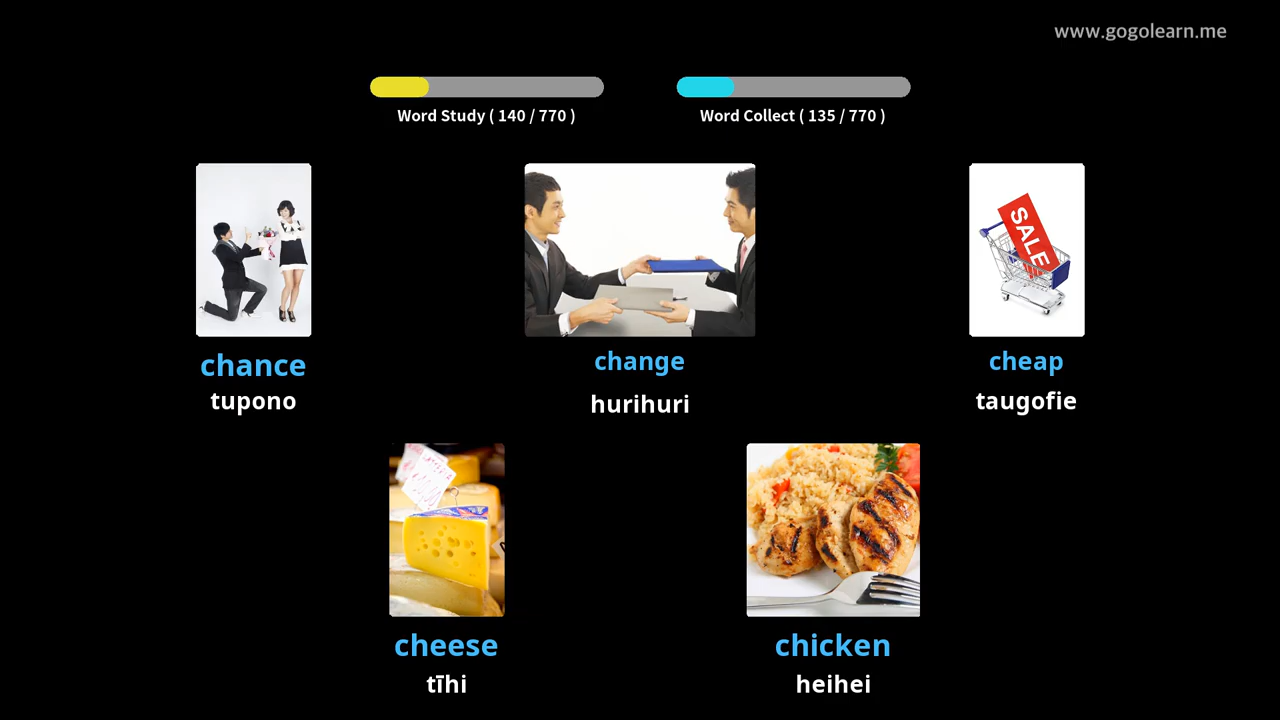 www.gogolearn.me
Word Study ( 140 / 770 )
Word Collect ( 135 / 770 )
SALE
chance
tupono
change
hurihuri
cheap
taugofie
cheese
tīhi
chicken
heihei